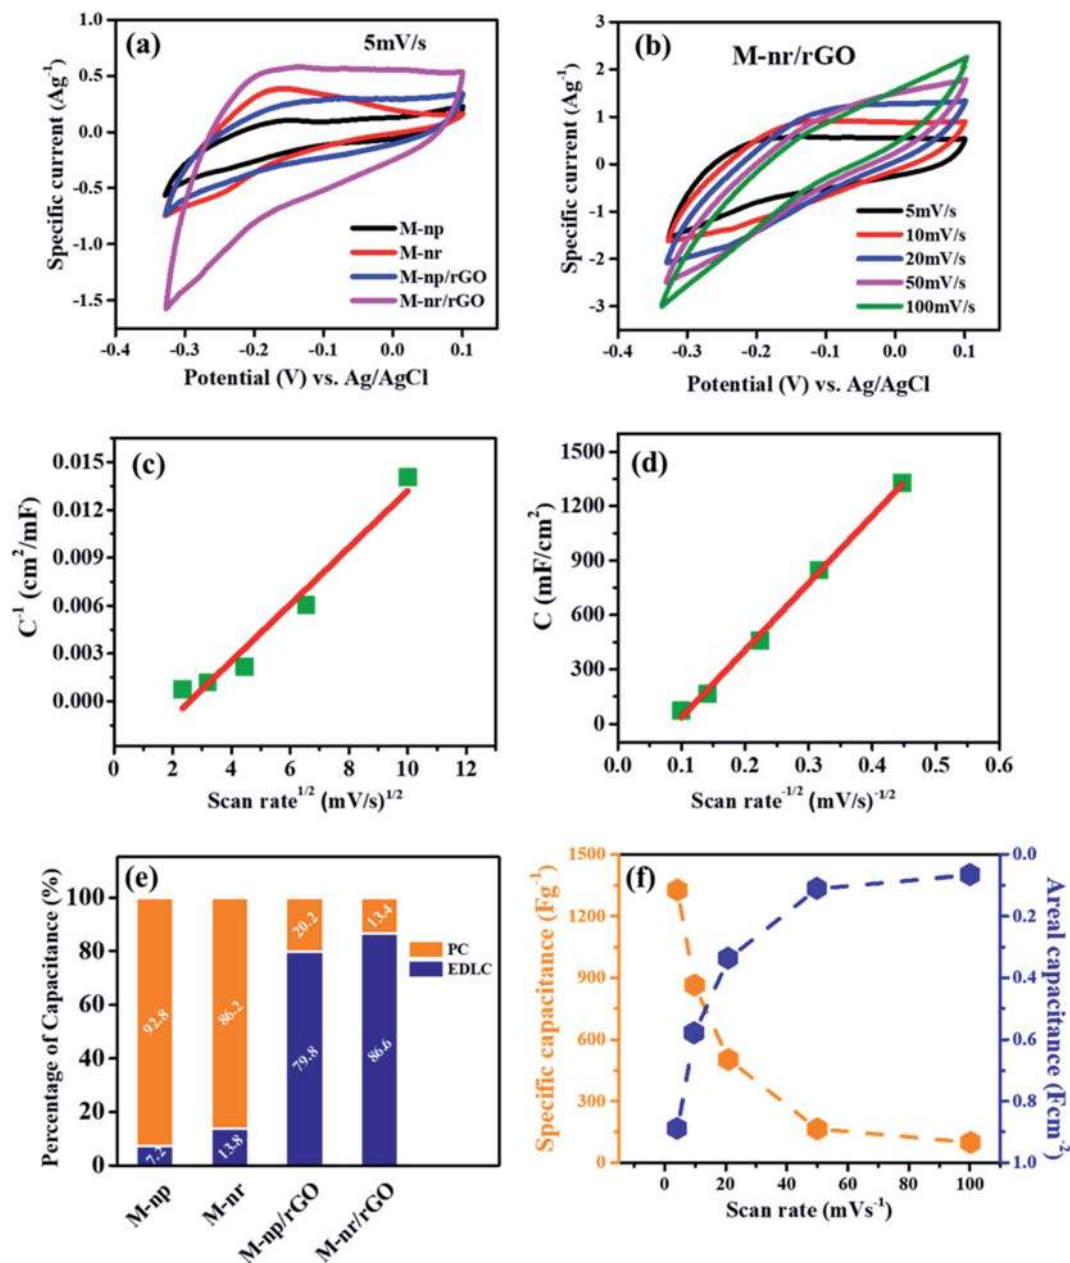 (a)
5mV/s
Specific current (Ag⁻¹)
1.0
0.5
0.0
-0.5
-1.0
-1.5
M-np
M-nr
M-np/rGO
M-nr/rGO
-0.4 -0.3 -0.2 -0.1 0.0 0.1
Potential (V) vs. Ag/AgCl
(b)
M-nr/rGO
Specific current (Ag⁻¹)
3
2
1
0
-1
-2
-3
5mV/s
10mV/s
20mV/s
50mV/s
100mV/s
-0.4 -0.3 -0.2 -0.1 0.0 0.1
Potential (V) vs. Ag/AgCl
(c)
C⁻¹ (cm²/mF)
0.015
0.012
0.009
0.006
0.003
0.000
0 2 4 6 8 10 12
Scan rate¹/² (mV/s)¹/²
(d)
C (mF/cm²)
1500
1200
900
600
300
0
0.0 0.1 0.2 0.3 0.4 0.5 0.6
Scan rate⁻¹/² (mV/s)⁻¹/²
(e)
Percentage of Capacitance (%)
100
80
60
40
20
0
92.8
7.2
86.2
13.8
20.2
79.8
13.4
86.6
PC
EDLC
M-np
M-nr
M-np/rGO
M-nr/rGO
(f)
Specific capacitance (Fg⁻¹)
1500
1200
900
600
300
0
0 20 40 60 80 100
Scan rate (mVs⁻¹)
0.0
0.2
0.4
0.6
0.8
1.0
Areal capacitance (Fcm⁻²)